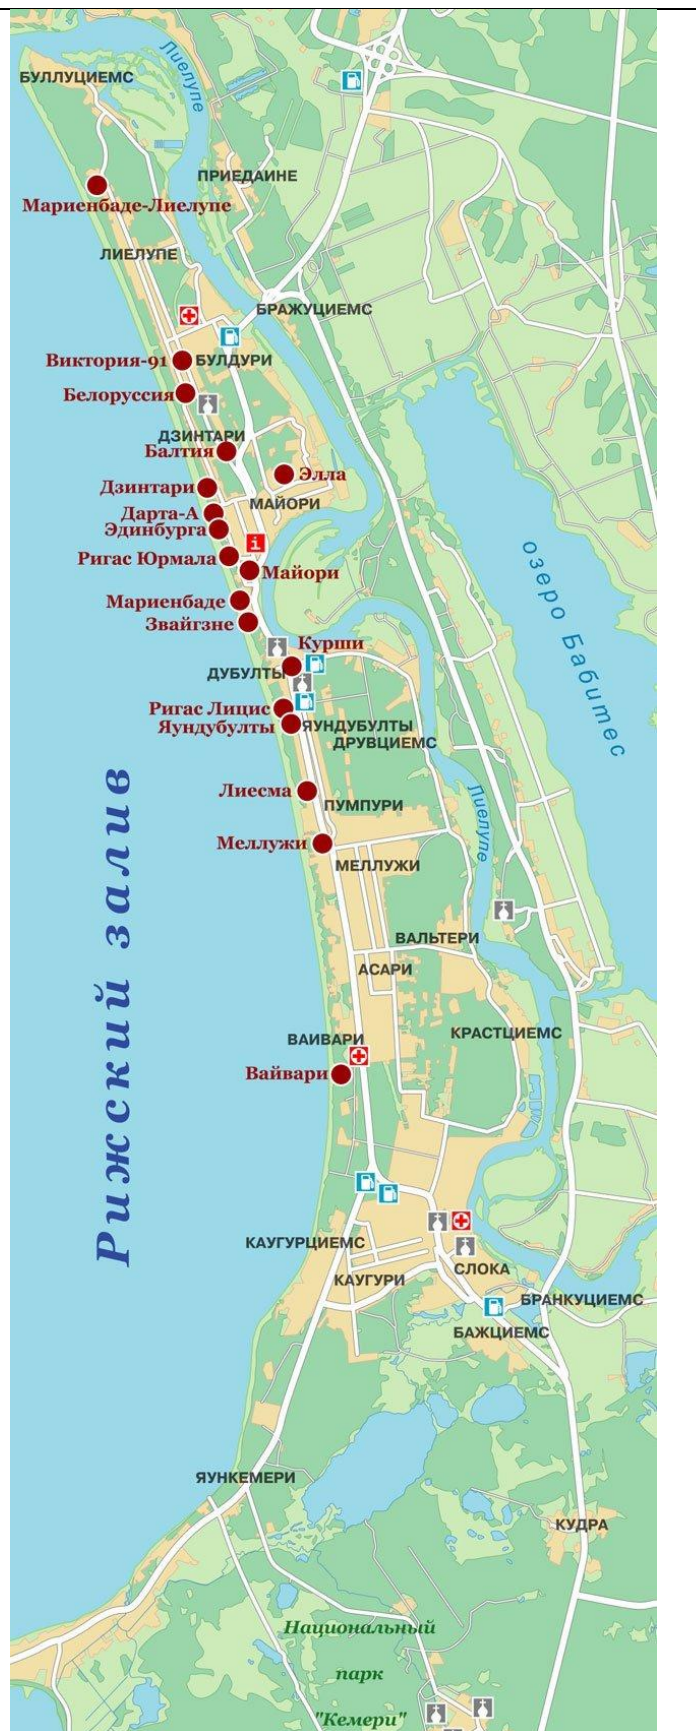 Лиелупе
БУЛЛУЦИЕМС
ПРИЕДАИНЕ
Мариенбаде-Лиелупе
ЛИЕЛУПЕ
БРАЖУЦИЕМС
Виктория-91
БУЛДУРИ
Белоруссия
ДЗИНТАРИ
Балтия
Элла
Дзинтари
МАЙОРИ
Дарта-А
Эдинбурга
i
Ригас Юрмала
Майори
озеро Бабитес
Мариенбаде
Звайгзне
Курши
ДУБУЛТЫ
Ригас Лицис
Яундубулты
ЯУНДУБУЛТЫ
ДРУВЦИЕМС
Лиесма
ПУМПУРИ
Лиелупе
Меллужи
МЕЛЛУЖИ
Рижский залив
ВАЛЬТЕРИ
АСАРИ
КРАСТЦИЕМС
ВАИВАРИ
Вайвари
КАУГУРЦИЕМС
СЛОКА
КАУГУРИ
БРАНКУЦИЕМС
БАЖЦИЕМС
ЯУНКЕМЕРИ
КУДРА
Национальный
парк
"Кемери"